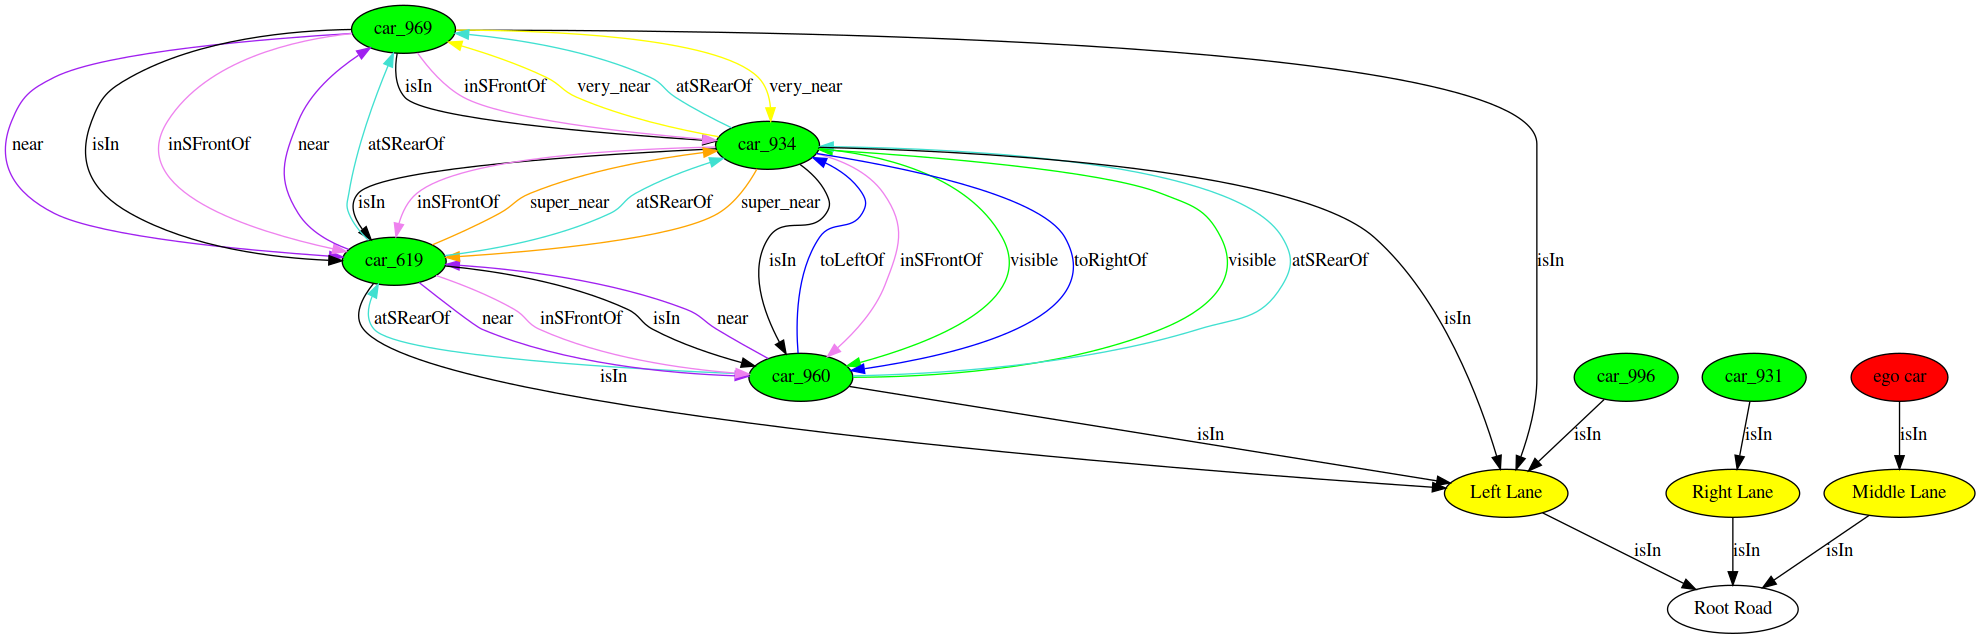 car_969
isIn inSFrontOf very_near atSRearOf very_near
near isIn inSFrontOf near atSRearOf car_934
isIn inSFrontOf super_near atSRearOf super_near
car_619 isIn toLeftOf inSFrontOf visible toRightOf visible atSRearOf isIn
atSRearOf near inSFrontOf isIn near isIn
isIn car_960 car_996 car_931 ego car
isIn isIn isIn isIn
Left Lane Right Lane Middle Lane
isIn isIn isIn
Root Road